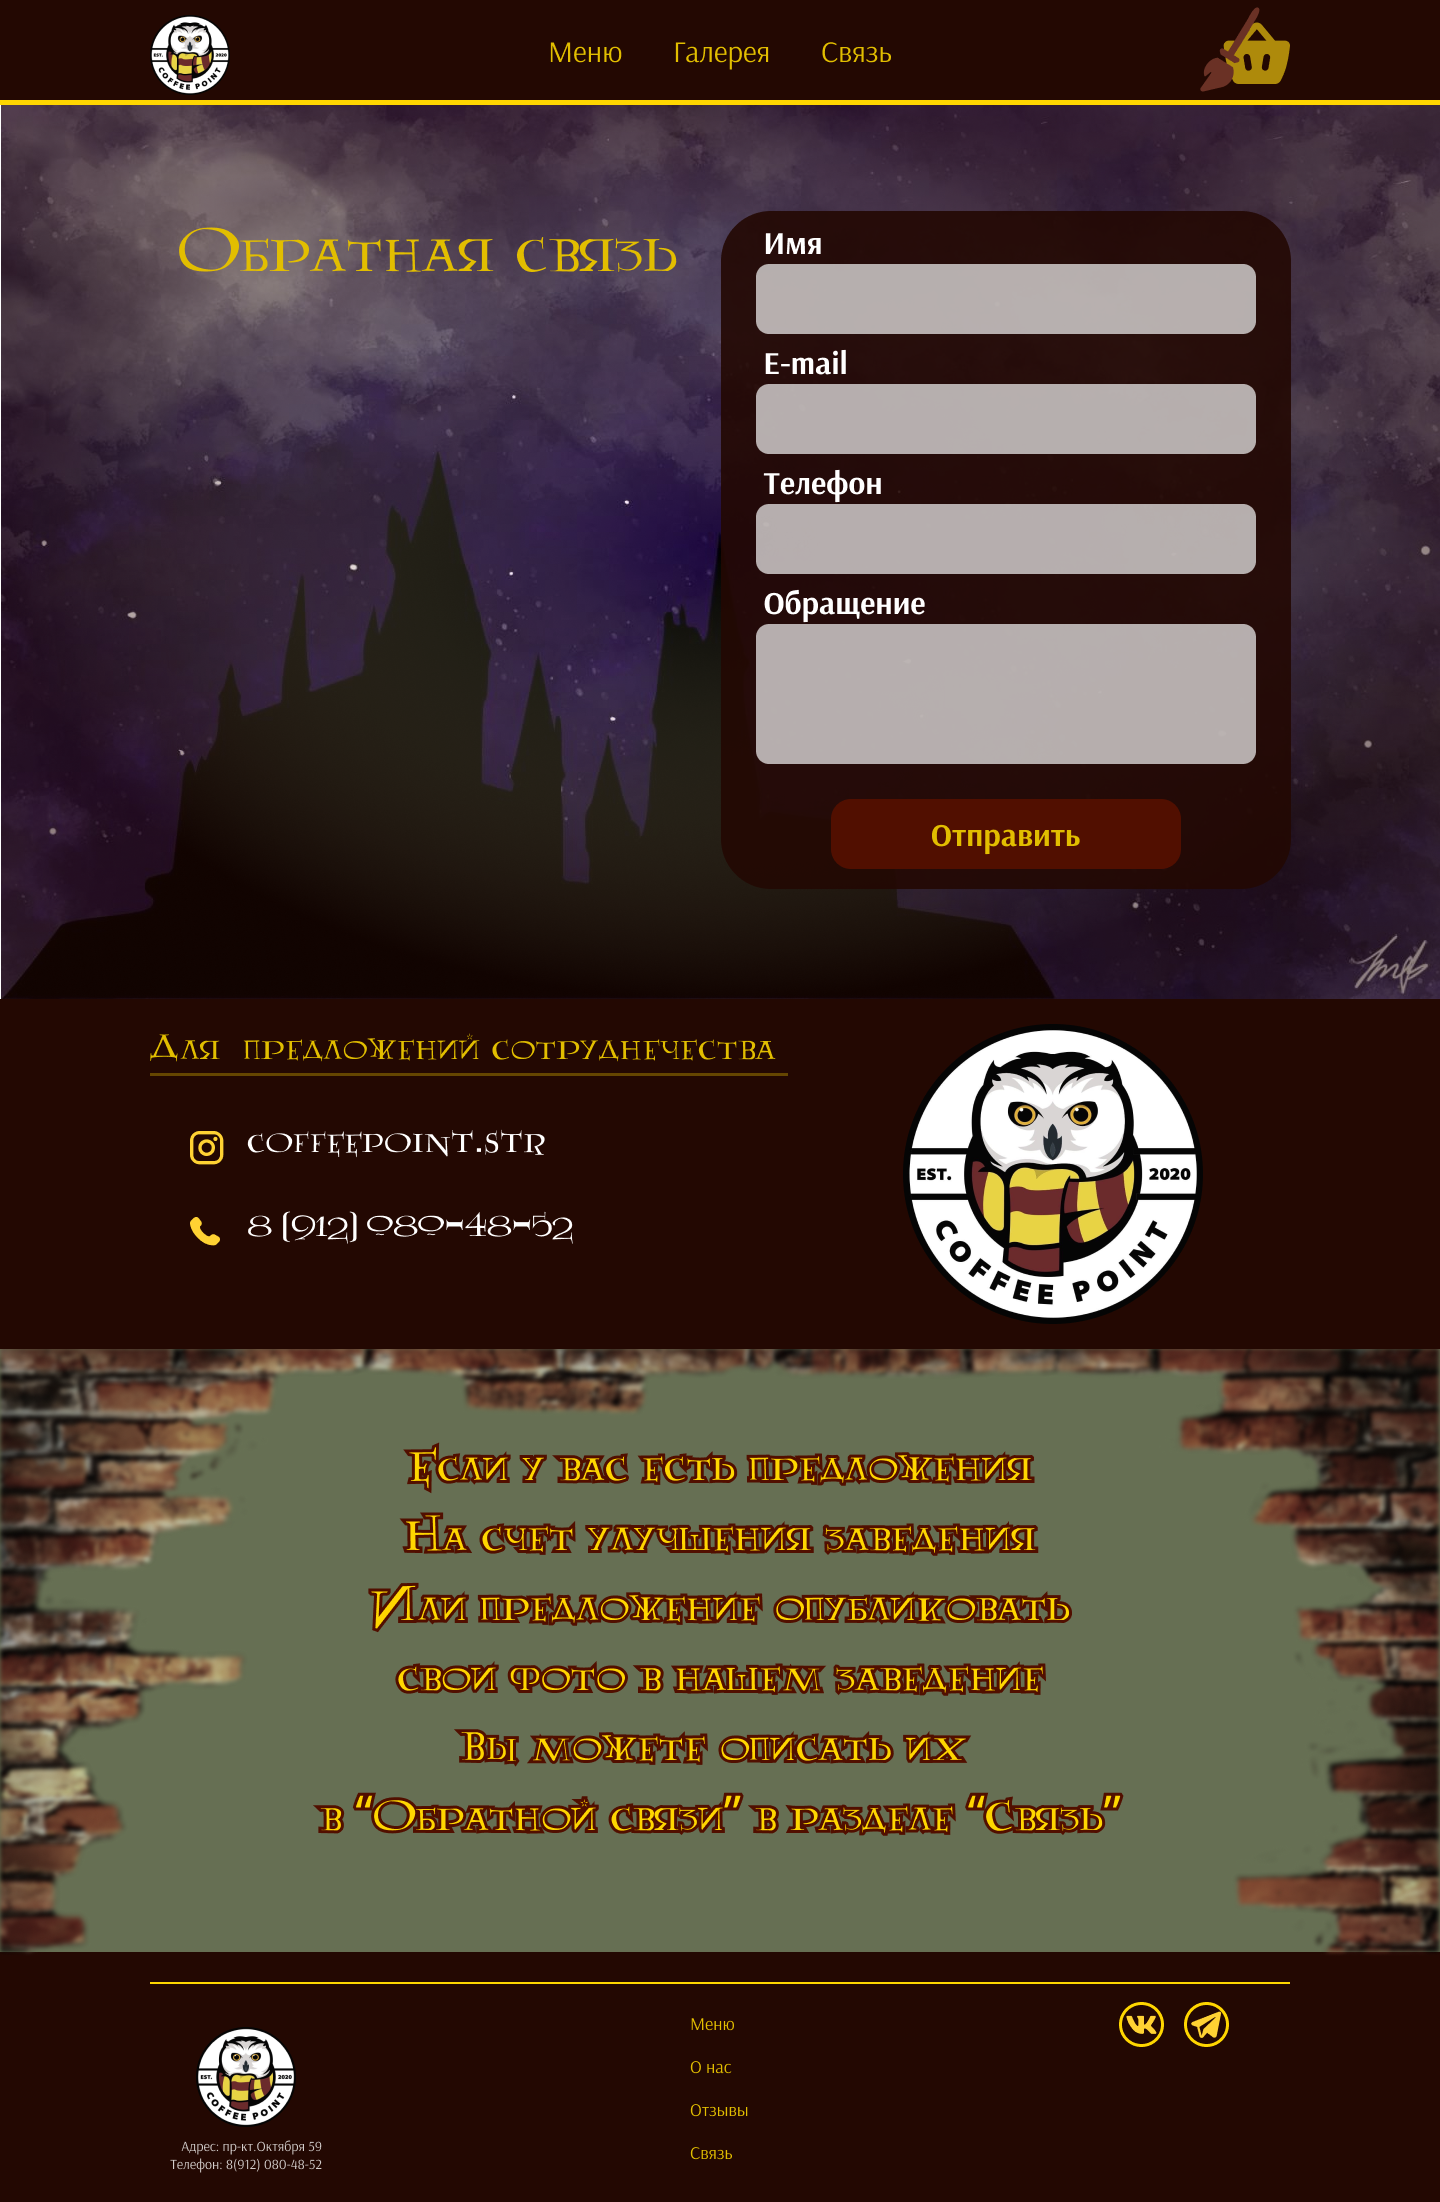 EST. 2020
COFFEE POINT
Меню Галерея Связь
Обратная связь
Имя
E-mail
Телефон
Обращение
Отправить
Для предложений сотруднечества
coffeepoint.str
8 (912) 080-48-52
EST. 2020
COFFEE POINT
Если у вас есть предложения
На счет улучшения заведения
Или предложение опубликовать
свои фото в нашем заведение
Вы можете описать их
в “Обратной связи” в разделе “Связь”
Меню
О нас
Отзывы
Связь
EST. 2020
COFFEE POINT
Адрес: пр-кт.Октября 59
Телефон: 8(912) 080-48-52